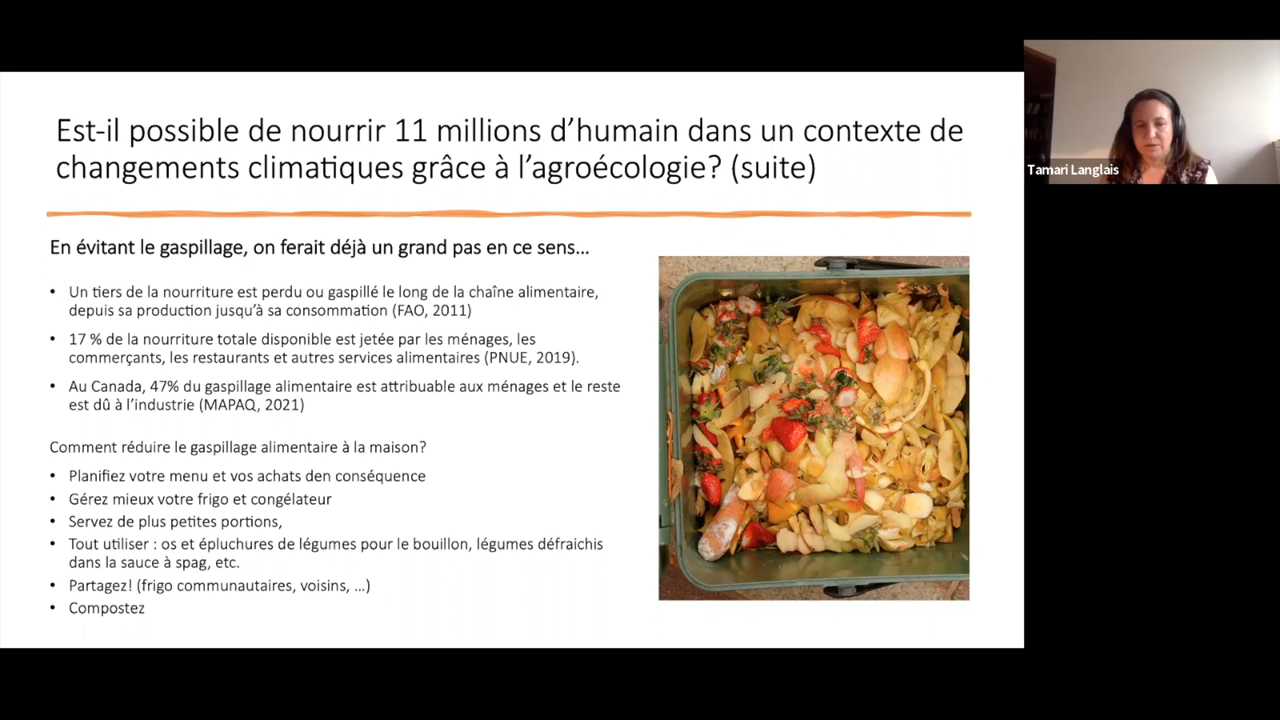 Est-il possible de nourrir 11 millions d’humain dans un contexte de
changements climatiques grâce à l’agroécologie? (suite)
En évitant le gaspillage, on ferait déjà un grand pas en ce sens...
• Un tiers de la nourriture est perdu ou gaspillé le long de la chaîne alimentaire,
depuis sa production jusqu’à sa consommation (FAO, 2011)
• 17 % de la nourriture totale disponible est jetée par les ménages, les
commerçants, les restaurants et autres services alimentaires (PNUE, 2019).
• Au Canada, 47% du gaspillage alimentaire est attribuable aux ménages et le reste
est dû à l’industrie (MAPAQ, 2021)
Comment réduire le gaspillage alimentaire à la maison?
• Planifiez votre menu et vos achats den conséquence
• Gérez mieux votre frigo et congélateur
• Servez de plus petites portions,
• Tout utiliser : os et épluchures de légumes pour le bouillon, légumes défraichis
dans la sauce à spag, etc.
• Partagez! (frigo communautaires, voisins, ...)
• Compostez
Tamari Langlais